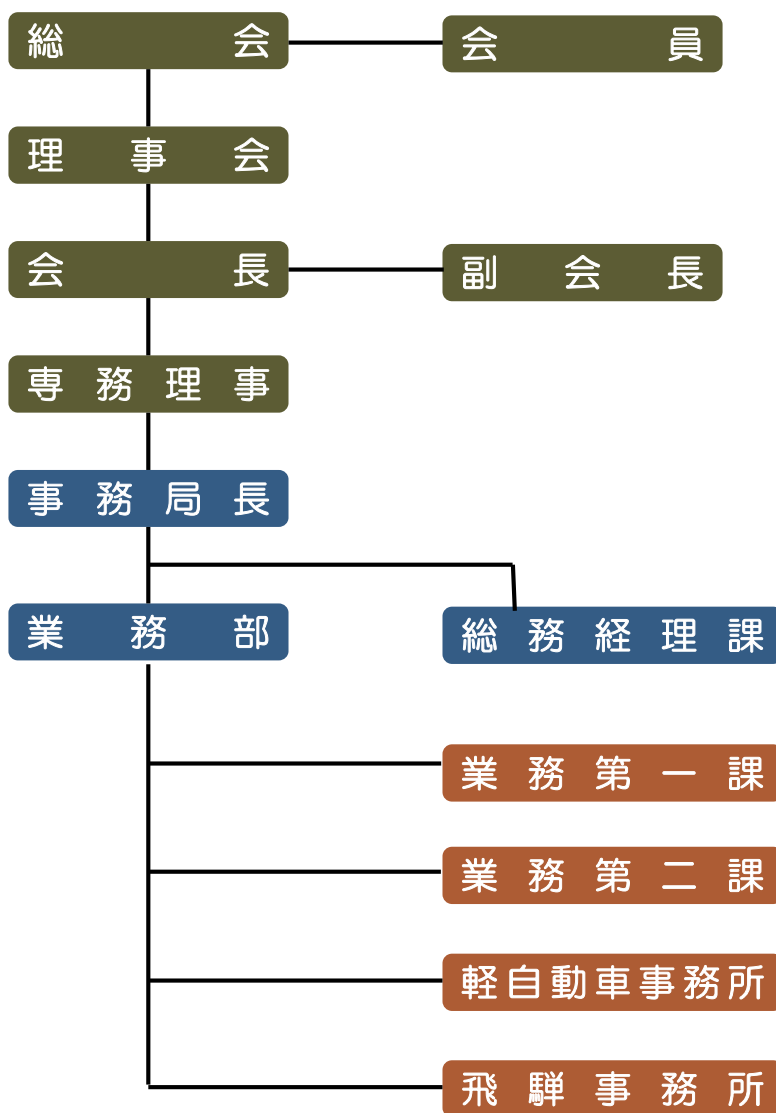 総会
会員
理事会
会長
副会長
専務理事
事務局長
業務部
総務経理課
業務第一課
業務第二課
軽自動車事務所
飛騨事務所